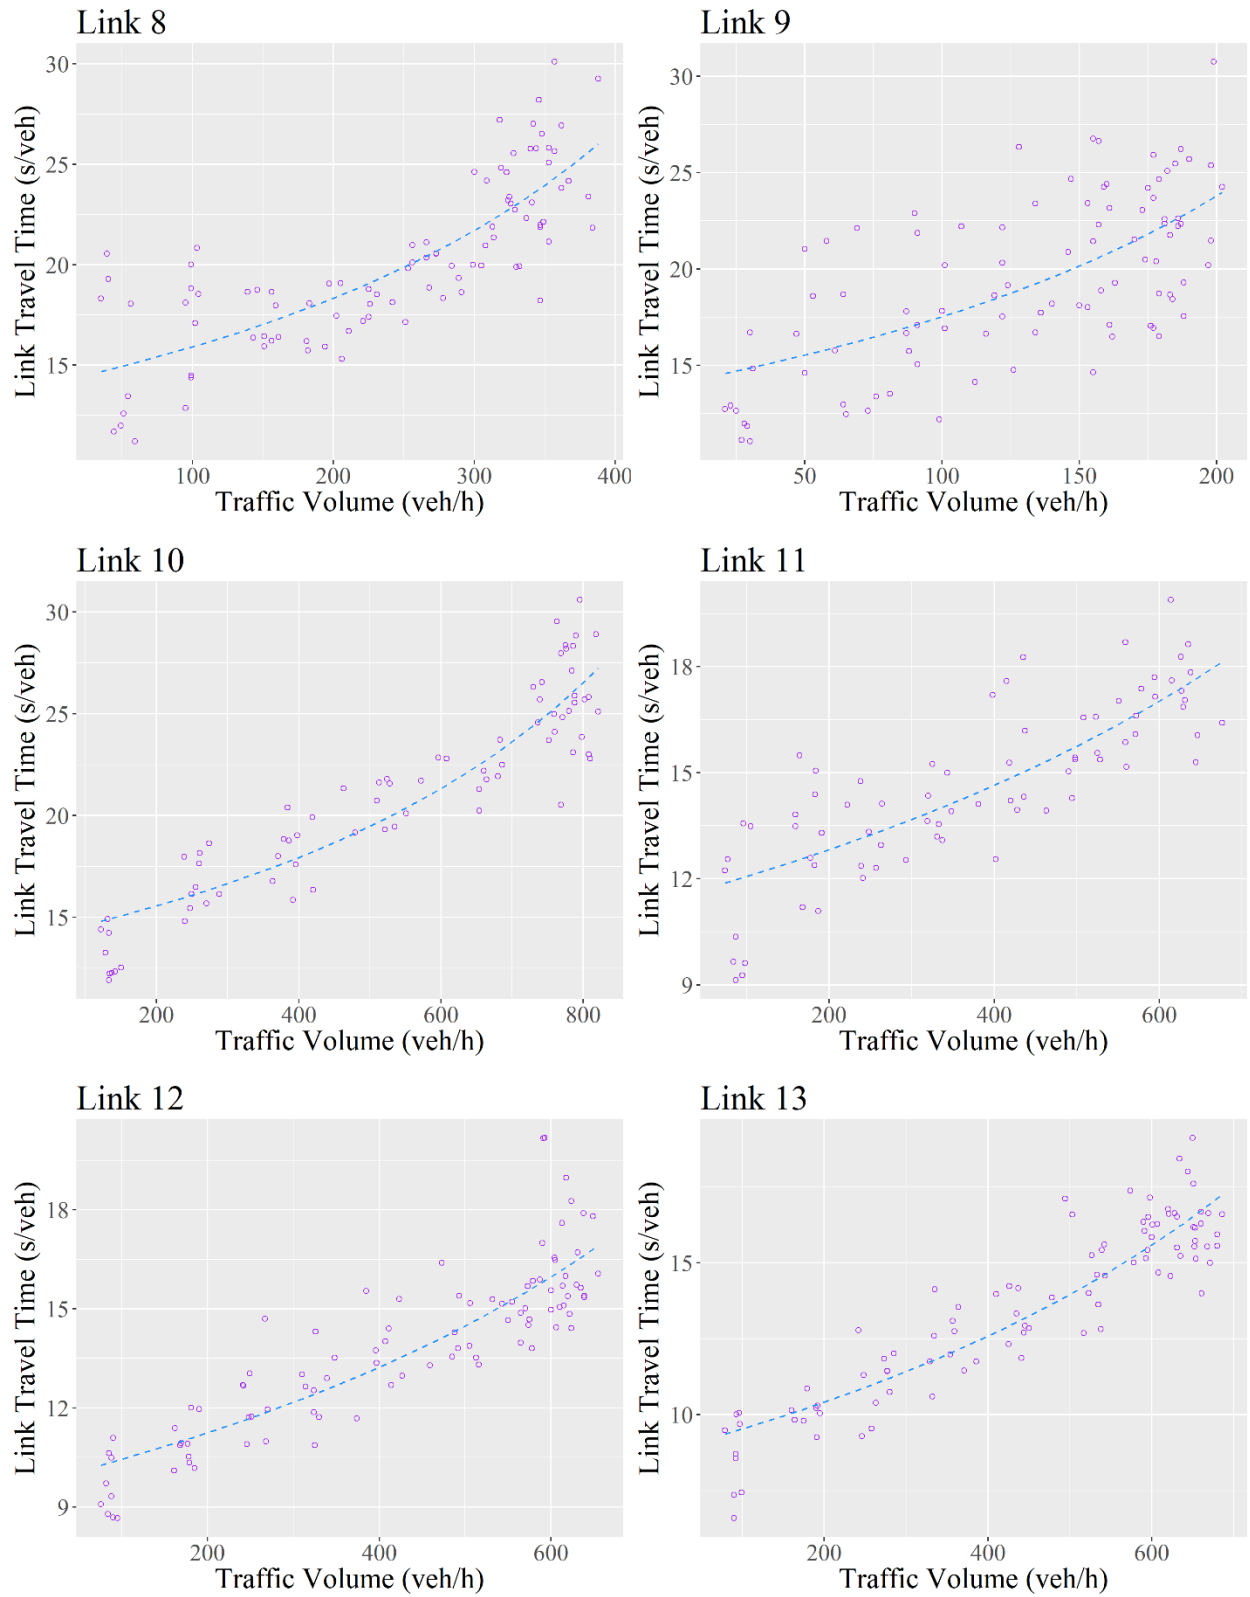 Link 8
Link Travel Time (s/veh)
30
25
20
15
100 200 300 400
Traffic Volume (veh/h)
Link 9
Link Travel Time (s/veh)
30
25
20
15
50 100 150 200
Traffic Volume (veh/h)
Link 10
Link Travel Time (s/veh)
30
25
20
15
200 400 600 800
Traffic Volume (veh/h)
Link 11
Link Travel Time (s/veh)
18
15
12
9
200 400 600
Traffic Volume (veh/h)
Link 12
Link Travel Time (s/veh)
18
15
12
9
200 400 600
Traffic Volume (veh/h)
Link 13
Link Travel Time (s/veh)
15
10
200 400 600
Traffic Volume (veh/h)